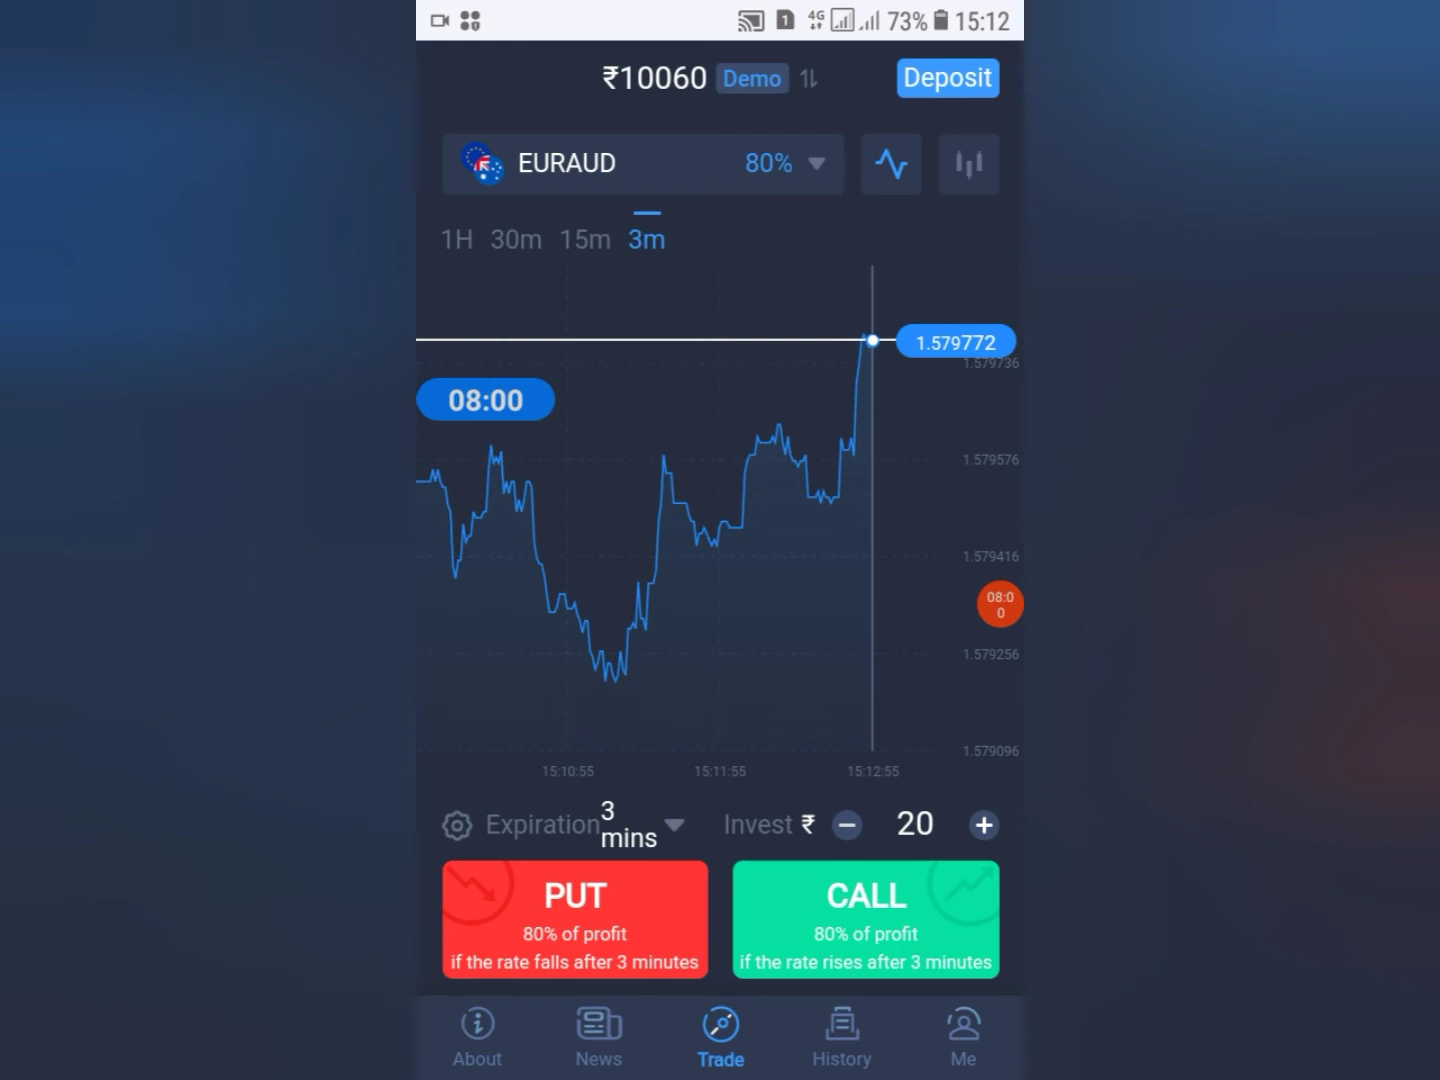 1 4G 73% 15:12
₹10060 Demo Deposit
EURAUD 80%
1H 30m 15m 3m
1.579772
1.579736
08:00
1.579576
1.579416
08:0
0
1.579256
1.579096
15:10:55 15:11:55 15:12:55
Expiration 3 mins Invest ₹ 20
PUT
80% of profit
if the rate falls after 3 minutes
CALL
80% of profit
if the rate rises after 3 minutes
About News Trade History Me